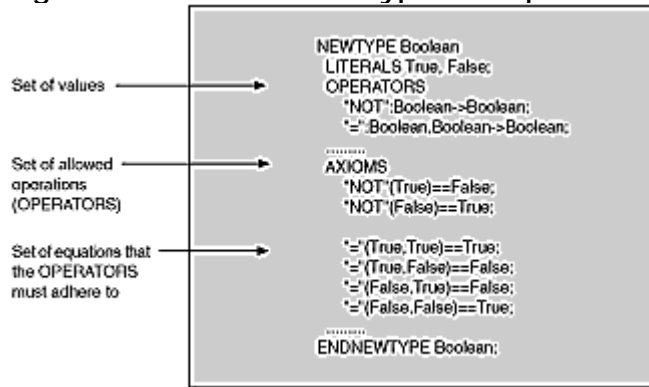 NEWTYPE Boolean
LITERALS True, False;
Set of values
OPERATORS
"NOT":Boolean->Boolean;
"=":Boolean,Boolean->Boolean;
..........
Set of allowed
operations
(OPERATORS)
AXIOMS
"NOT"(True)==False;
"NOT"(False)==True;
Set of equations that
the OPERATORS
must adhere to
"="(True,True)==True;
"="(True,False)==False;
"="(False,True)==False;
"="(False,False)==True;
..........
ENDNEWTYPE Boolean;